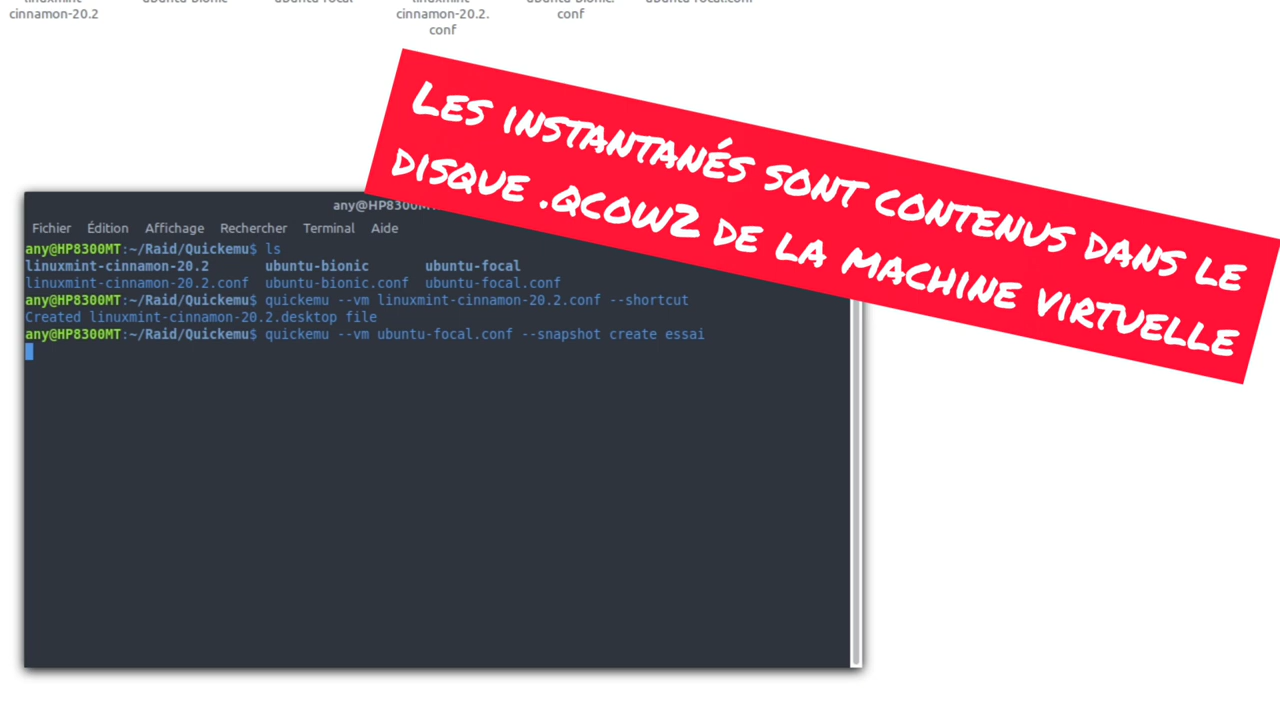 linuxmint-
cinnamon-20.2
ubuntu-bionic
ubuntu-focal
linuxmint-
cinnamon-20.2.
conf
ubuntu-bionic.
conf
ubuntu-focal.conf
Les instantanés sont contenus dans le
disque .qcow2 de la machine virtuelle
any@HP8300MT
Fichier Édition Affichage Rechercher Terminal Aide
any@HP8300MT:~/Raid/Quickemu$ ls
linuxmint-cinnamon-20.2 ubuntu-bionic ubuntu-focal
linuxmint-cinnamon-20.2.conf ubuntu-bionic.conf ubuntu-focal.conf
any@HP8300MT:~/Raid/Quickemu$ quickemu --vm linuxmint-cinnamon-20.2.conf --shortcut
Created linuxmint-cinnamon-20.2.desktop file
any@HP8300MT:~/Raid/Quickemu$ quickemu --vm ubuntu-focal.conf --snapshot create essai